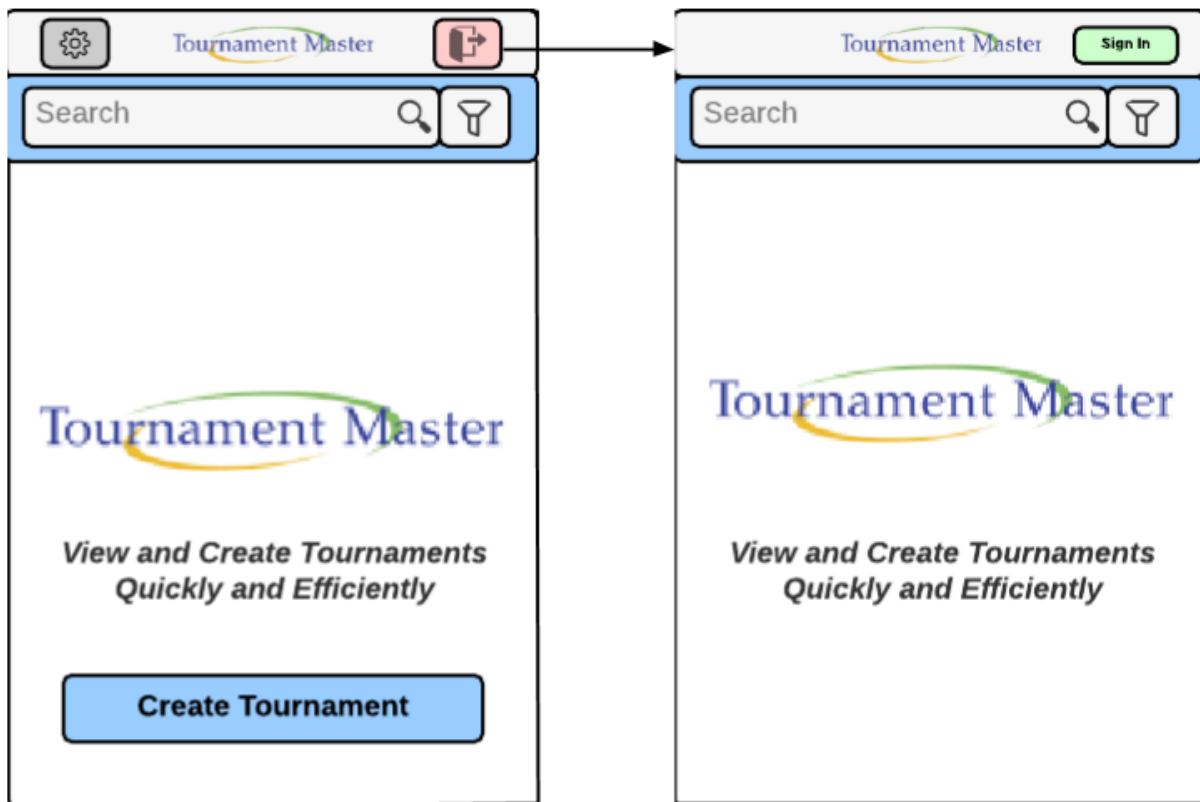 Tournament Master
Search
Tournament Master
View and Create Tournaments
Quickly and Efficiently
Create Tournament
Tournament Master
Sign In
Search
Tournament Master
View and Create Tournaments
Quickly and Efficiently